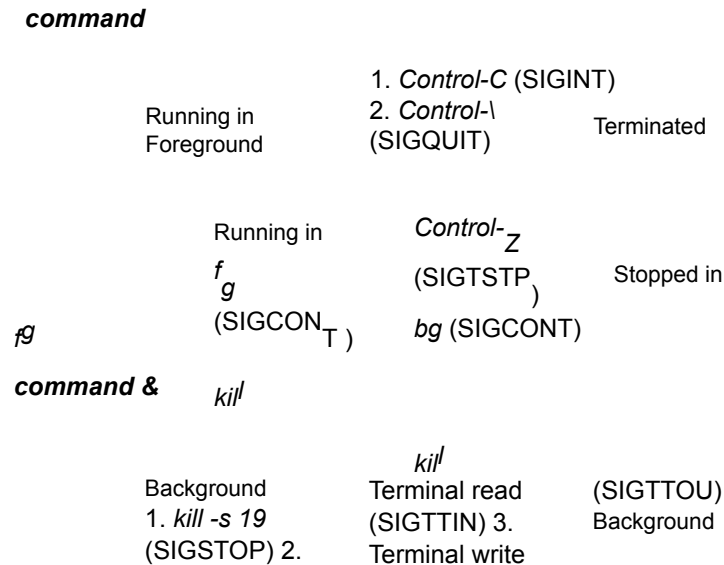 command
Running in
Foreground
1. Control-C (SIGINT)
2. Control-\
(SIGQUIT)
Terminated
fg
command &
Running in
fg
(SIGCONT )
kill
Control-Z
(SIGTSTP)
bg (SIGCONT)
Stopped in
Background
1. kill -s 19
(SIGSTOP) 2.
kill
Terminal read
(SIGTTIN) 3.
Terminal write
(SIGTTOU)
Background